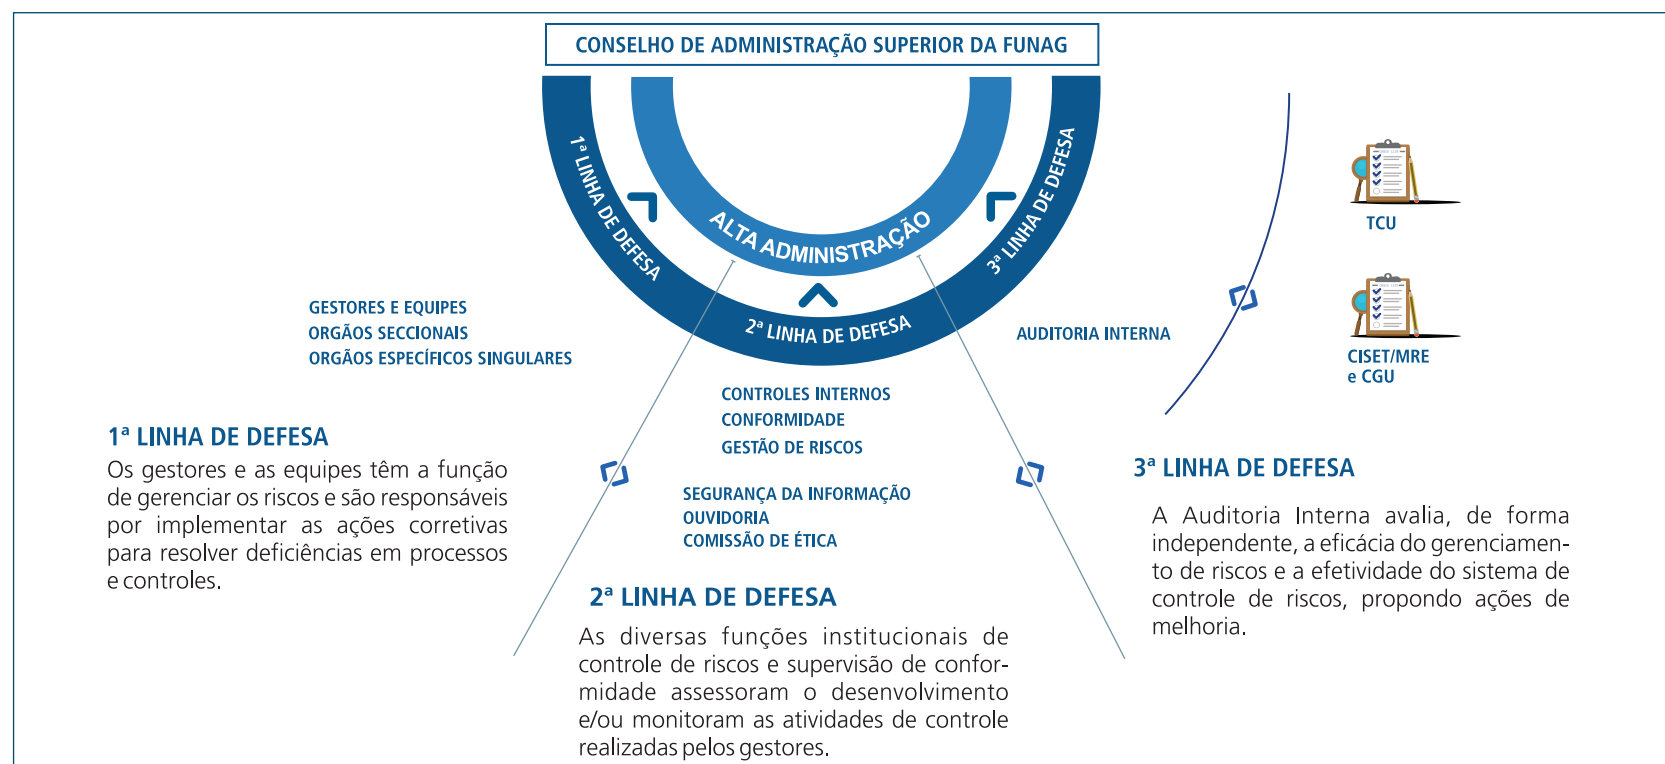 CONSELHO DE ADMINISTRAÇÃO SUPERIOR DA FUNAG
1ª LINHA DE DEFESA
ALTA ADMINISTRAÇÃO
3ª LINHA DE DEFESA
2ª LINHA DE DEFESA
GESTORES E EQUIPES
ORGÃOS SECCIONAIS
ORGÃOS ESPECÍFICOS SINGULARES
1ª LINHA DE DEFESA
Os gestores e as equipes têm a função
de gerenciar os riscos e são responsáveis
por implementar as ações corretivas
para resolver deficiências em processos
e controles.
CONTROLES INTERNOS
CONFORMIDADE
GESTÃO DE RISCOS
SEGURANÇA DA INFORMAÇÃO
OUVIDORIA
COMISSÃO DE ÉTICA
2ª LINHA DE DEFESA
As diversas funções institucionais de
controle de riscos e supervisão de confor-
midade assessoram o desenvolvimento
e/ou monitoram as atividades de controle
realizadas pelos gestores.
AUDITORIA INTERNA
TCU
CISET/MRE
e CGU
3ª LINHA DE DEFESA
A Auditoria Interna avalia, de forma
independente, a eficácia do gerenciamen-
to de riscos e a efetividade do sistema de
controle de riscos, propondo ações de
melhoria.